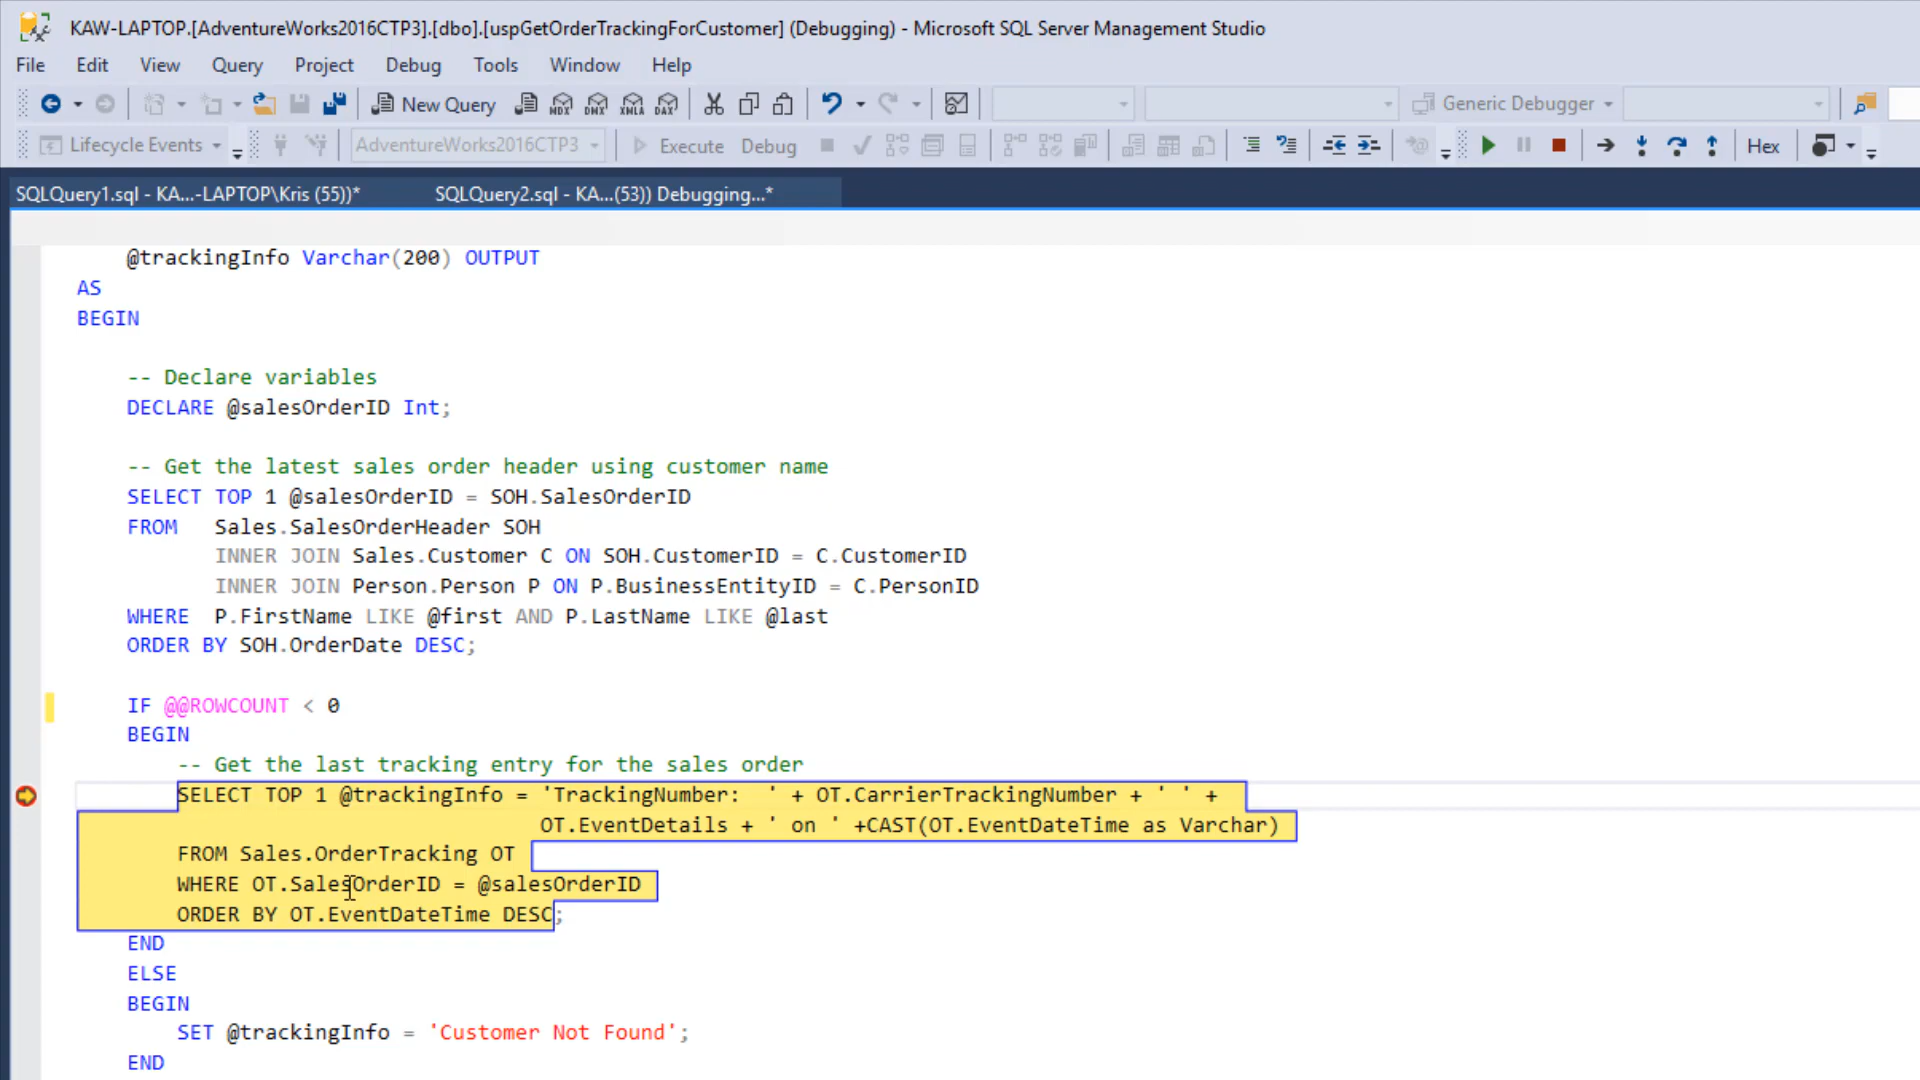 KAW-LAPTOP.[AdventureWorks2016CTP3].[dbo].[uspGetOrderTrackingForCustomer] (Debugging) - Microsoft SQL Server Management Studio
File Edit View Query Project Debug Tools Window Help
New Query MDX DMX XMLA DAX Generic Debugger
Lifecycle Events AdventureWorks2016CTP3 Execute Debug Hex
SQLQuery1.sql - KA...-LAPTOP\Kris (55))* SQLQuery2.sql - KA...(53)) Debugging...*
@trackingInfo Varchar(200) OUTPUT
AS
BEGIN
-- Declare variables
DECLARE @salesOrderID Int;
-- Get the latest sales order header using customer name
SELECT TOP 1 @salesOrderID = SOH.SalesOrderID
FROM Sales.SalesOrderHeader SOH
INNER JOIN Sales.Customer C ON SOH.CustomerID = C.CustomerID
INNER JOIN Person.Person P ON P.BusinessEntityID = C.PersonID
WHERE P.FirstName LIKE @first AND P.LastName LIKE @last
ORDER BY SOH.OrderDate DESC;
IF @@ROWCOUNT < 0
BEGIN
-- Get the last tracking entry for the sales order
SELECT TOP 1 @trackingInfo = 'TrackingNumber: ' + OT.CarrierTrackingNumber + ' ' +
OT.EventDetails + ' on ' +CAST(OT.EventDateTime as Varchar)
FROM Sales.OrderTracking OT
WHERE OT.SalesOrderID = @salesOrderID
ORDER BY OT.EventDateTime DESC;
END
ELSE
BEGIN
SET @trackingInfo = 'Customer Not Found';
END